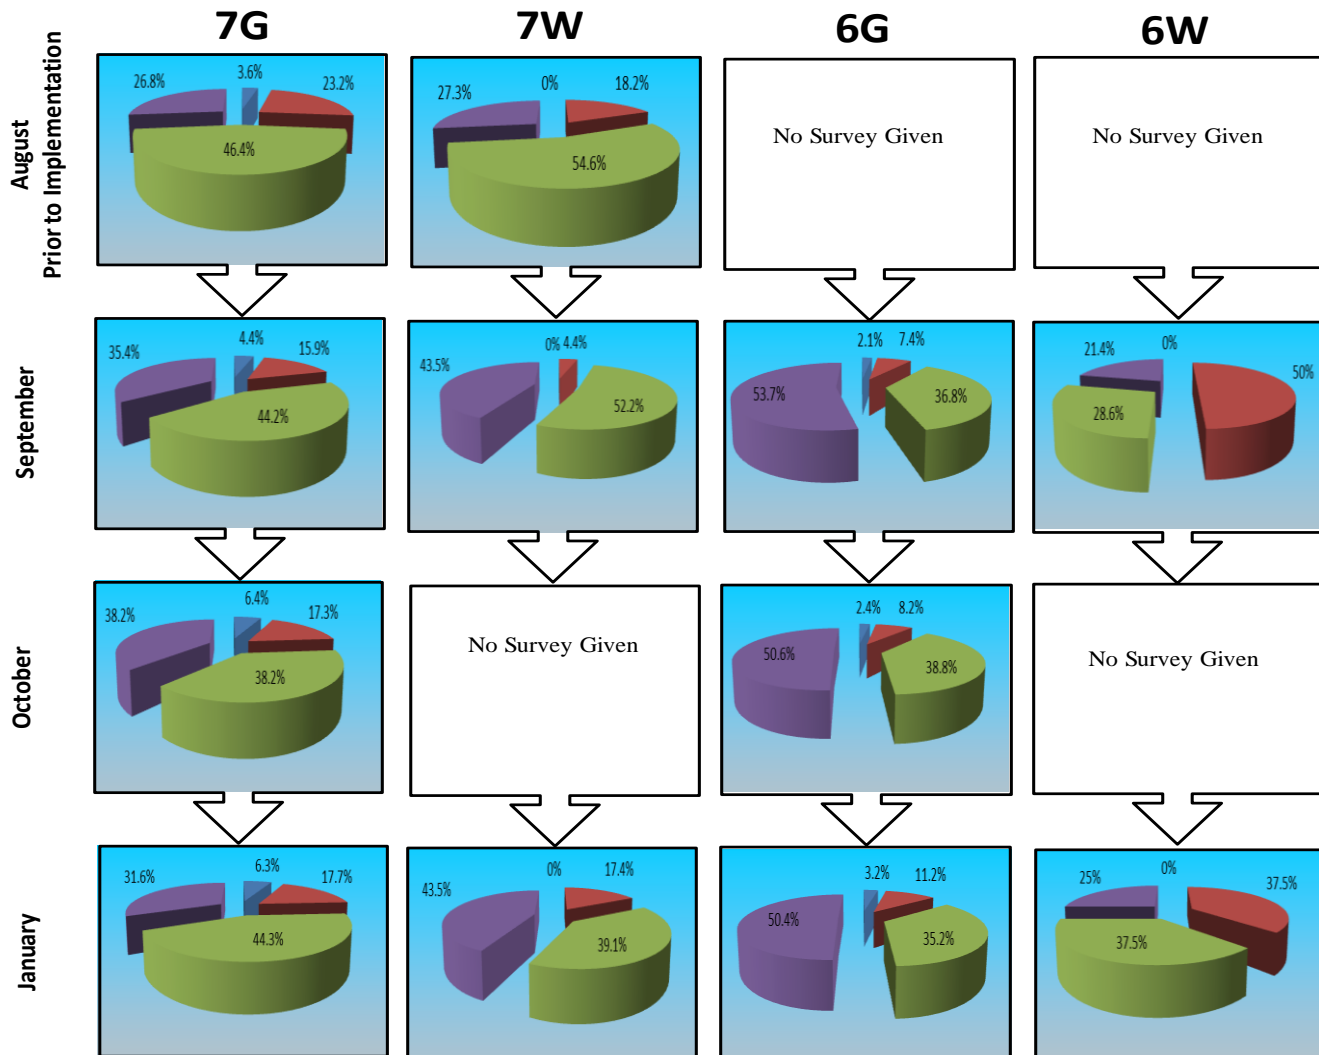 7G 7W 6G 6W
August
Prior to Implementation
26.8% 3.6% 23.2%
46.4%
27.3% 0% 18.2%
54.6%
No Survey Given
No Survey Given
September
35.4% 4.4% 15.9%
44.2%
43.5% 0% 4.4%
52.2%
2.1% 7.4%
53.7% 36.8%
21.4% 0% 50%
28.6%
October
38.2% 6.4% 17.3%
38.2%
No Survey Given
2.4% 8.2%
50.6% 38.8%
No Survey Given
January
31.6% 6.3% 17.7%
44.3%
43.5% 0% 17.4%
39.1%
50.4% 3.2% 11.2%
35.2%
25% 0% 37.5%
37.5%